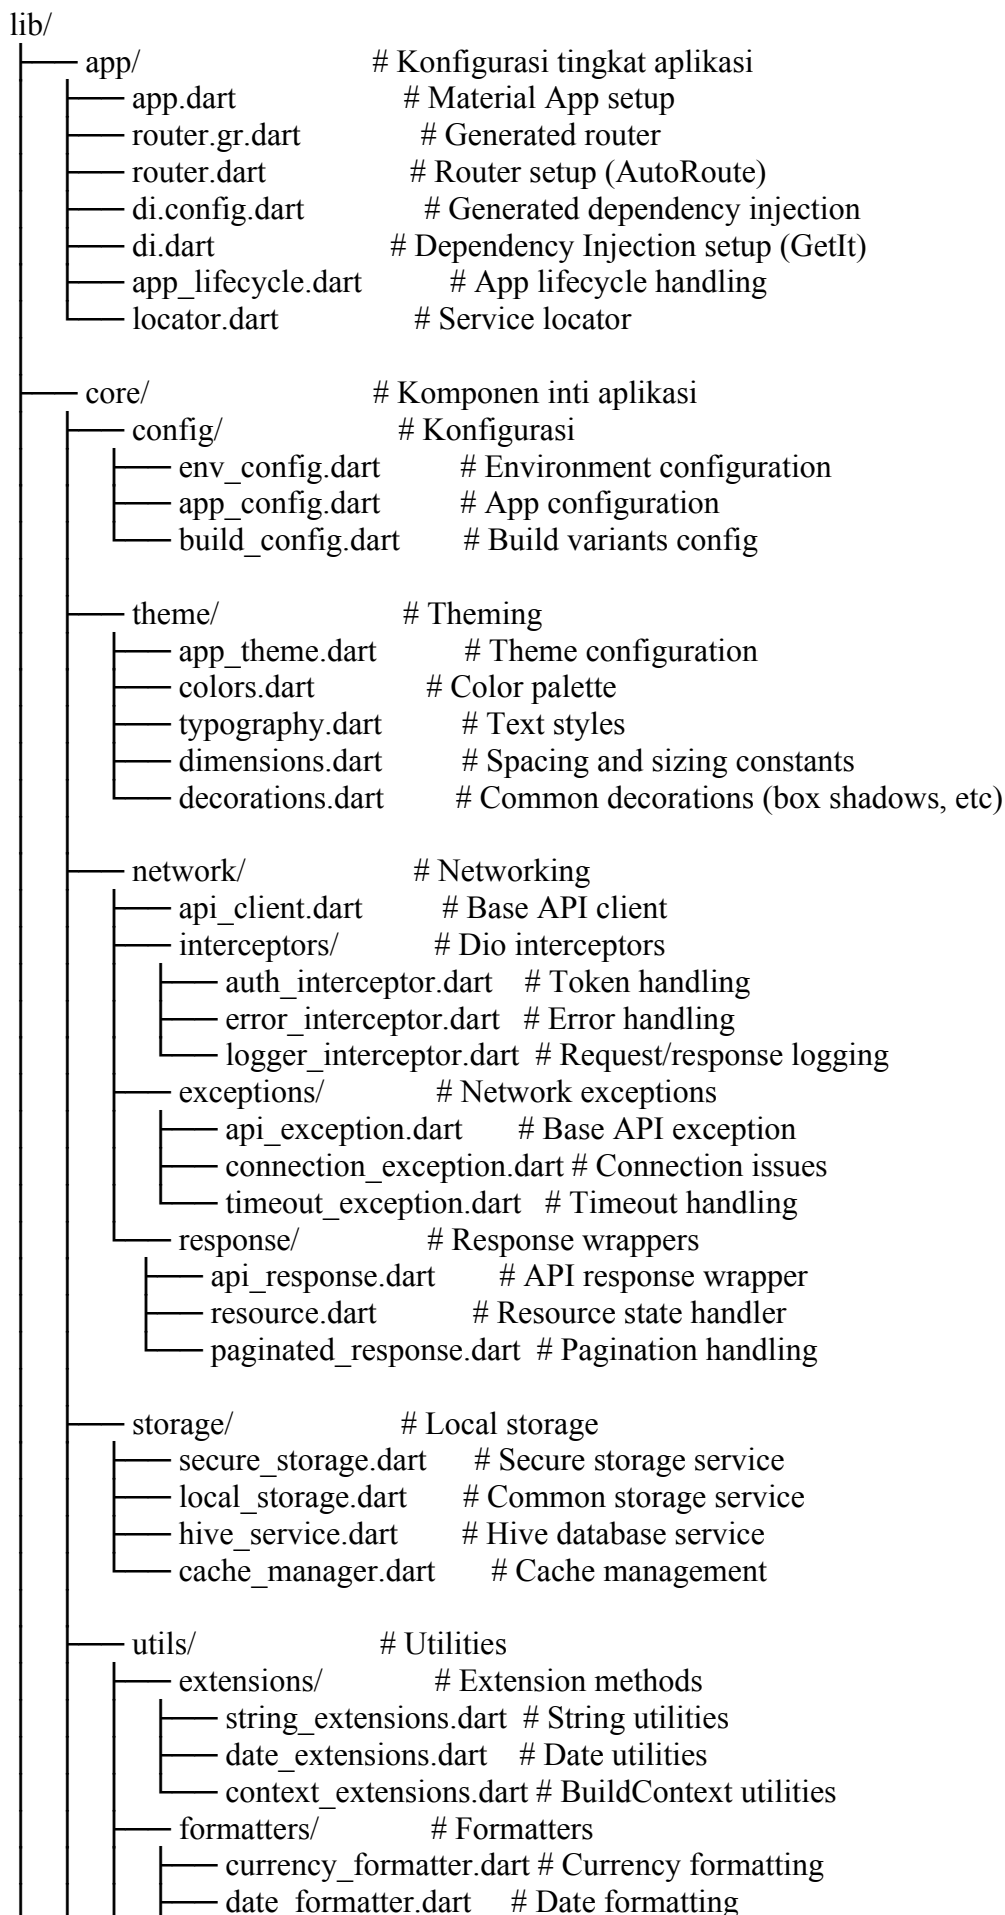 lib/
├── app/ # Konfigurasi tingkat aplikasi
│ ├── app.dart # Material App setup
│ ├── router.gr.dart # Generated router
│ ├── router.dart # Router setup (AutoRoute)
│ ├── di.config.dart # Generated dependency injection
│ ├── di.dart # Dependency Injection setup (GetIt)
│ ├── app_lifecycle.dart # App lifecycle handling
│ └── locator.dart # Service locator
│
├── core/ # Komponen inti aplikasi
│ ├── config/ # Konfigurasi
│ │ ├── env_config.dart # Environment configuration
│ │ ├── app_config.dart # App configuration
│ │ └── build_config.dart # Build variants config
│ │
│ ├── theme/ # Theming
│ │ ├── app_theme.dart # Theme configuration
│ │ ├── colors.dart # Color palette
│ │ ├── typography.dart # Text styles
│ │ ├── dimensions.dart # Spacing and sizing constants
│ │ └── decorations.dart # Common decorations (box shadows, etc)
│ │
│ ├── network/ # Networking
│ │ ├── api_client.dart # Base API client
│ │ ├── interceptors/ # Dio interceptors
│ │ │ ├── auth_interceptor.dart # Token handling
│ │ │ ├── error_interceptor.dart # Error handling
│ │ │ └── logger_interceptor.dart # Request/response logging
│ │ ├── exceptions/ # Network exceptions
│ │ │ ├── api_exception.dart # Base API exception
│ │ │ ├── connection_exception.dart # Connection issues
│ │ │ └── timeout_exception.dart # Timeout handling
│ │ └── response/ # Response wrappers
│ │ ├── api_response.dart # API response wrapper
│ │ ├── resource.dart # Resource state handler
│ │ └── paginated_response.dart # Pagination handling
│ │
│ ├── storage/ # Local storage
│ │ ├── secure_storage.dart # Secure storage service
│ │ ├── local_storage.dart # Common storage service
│ │ ├── hive_service.dart # Hive database service
│ │ └── cache_manager.dart # Cache management
│ │
│ ├── utils/ # Utilities
│ │ ├── extensions/ # Extension methods
│ │ │ ├── string_extensions.dart # String utilities
│ │ │ ├── date_extensions.dart # Date utilities
│ │ │ └── context_extensions.dart # BuildContext utilities
│ │ ├── formatters/ # Formatters
│ │ │ ├── currency_formatter.dart # Currency formatting
│ │ │ ├── date_formatter.dart # Date formatting